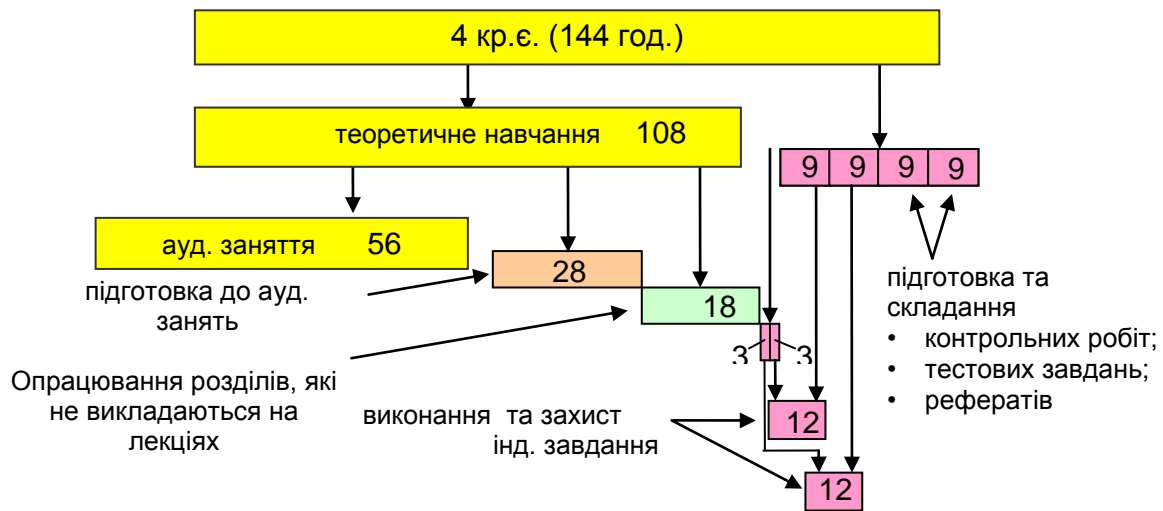 4 кр.є. (144 год.)
теоретичне навчання 108
9 9 9 9
ауд. заняття 56
28
підготовка до ауд.
занять
18
3 3
підготовка та
складання
• контрольних робіт;
• тестових завдань;
• рефератів
Опрацювання розділів, які
не викладаються на
лекціях
виконання та захист
інд. завдання
12
12